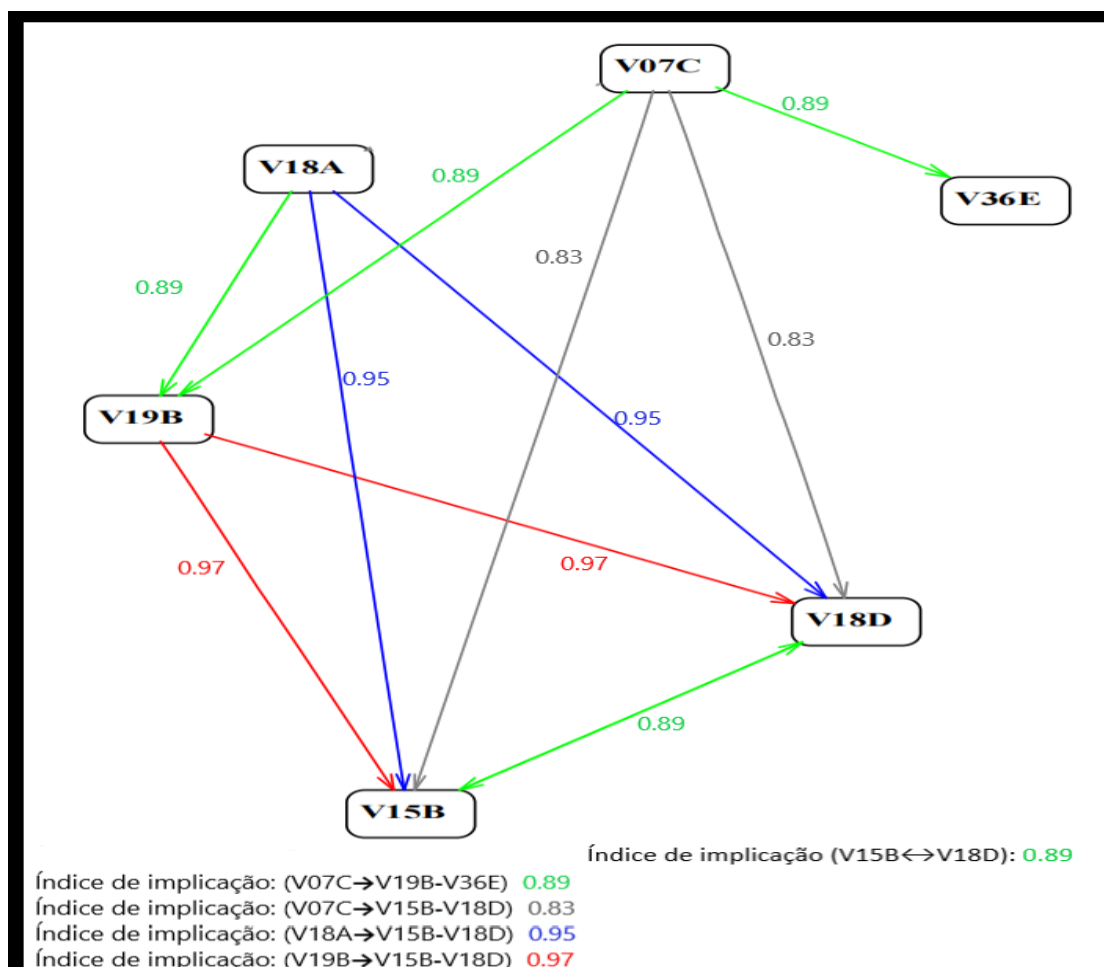 V07C
0.89
V18A
0.89
V36E
0.83
0.89
0.83
0.95
V19B
0.95
0.97
0.97
V18D
0.89
V15B
Índice de implicação (V15B↔V18D): 0.89
Índice de implicação: (V07C→V19B-V36E) 0.89
Índice de implicação: (V07C→V15B-V18D) 0.83
Índice de implicação: (V18A→V15B-V18D) 0.95
Índice de implicação: (V19B→V15B-V18D) 0.97